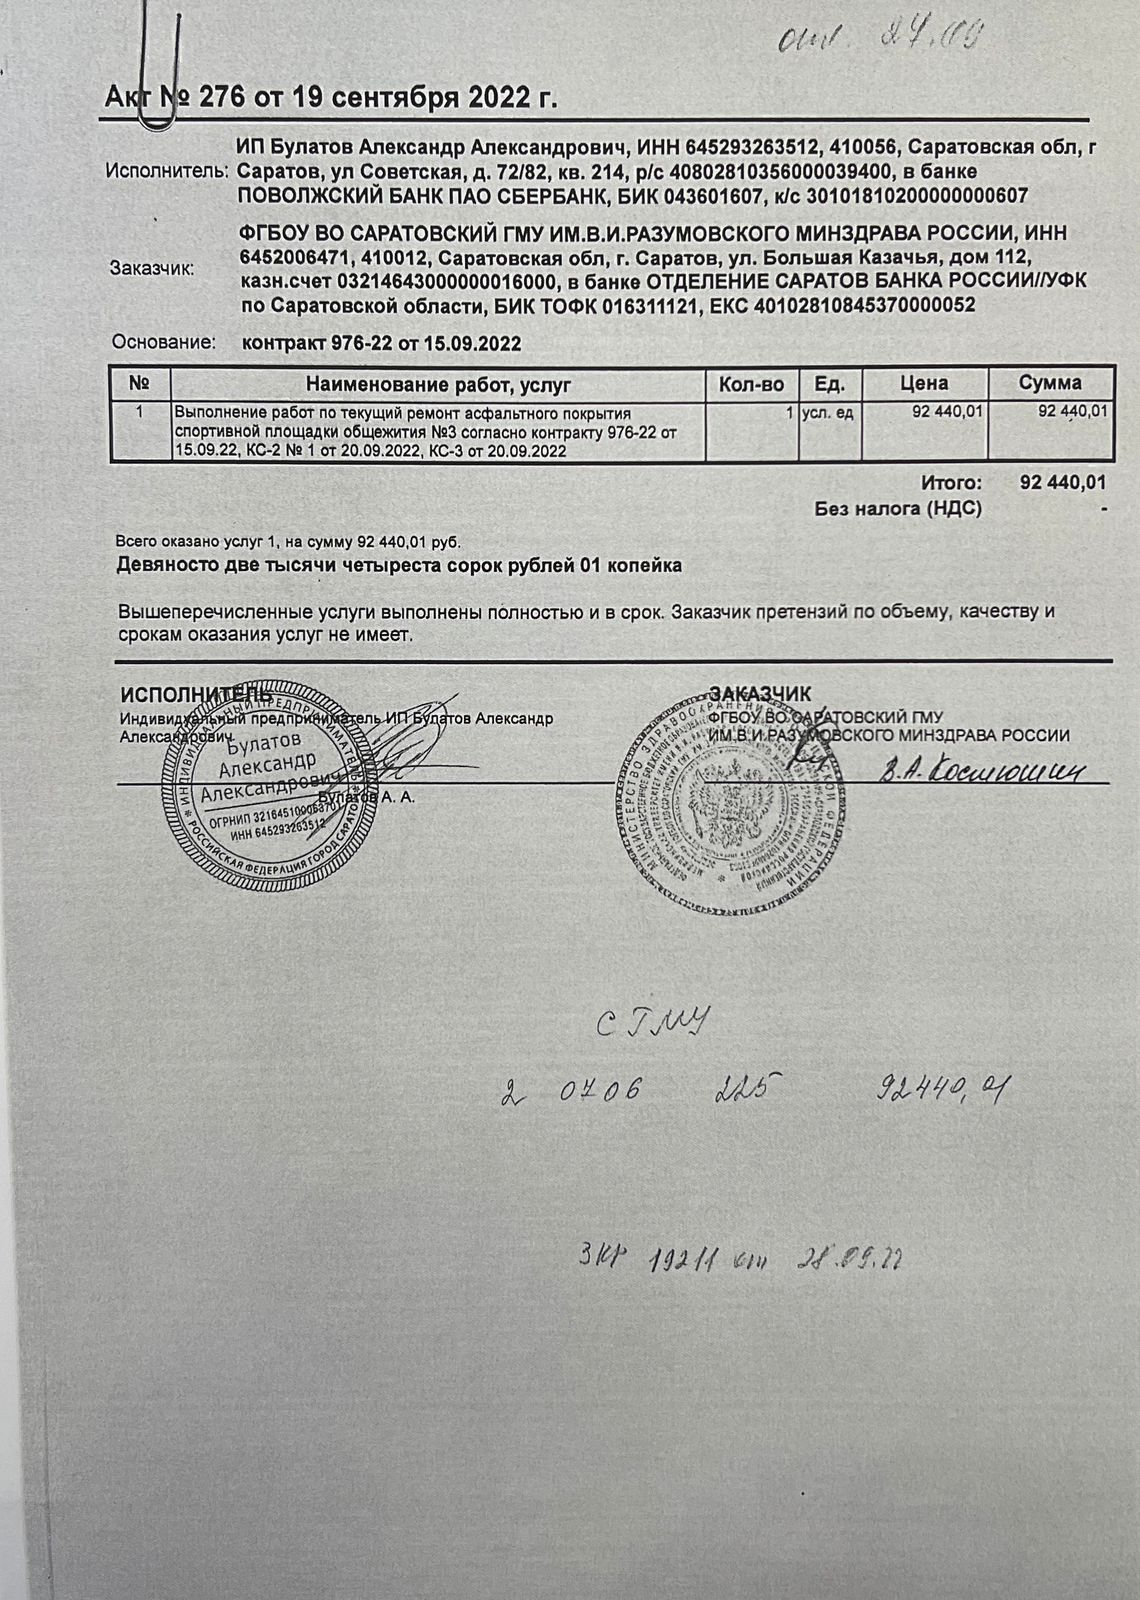 опл. 27.09
Акт № 276 от 19 сентября 2022 г.
ИП Булатов Александр Александрович, ИНН 645293263512, 410056, Саратовская обл, г
Исполнитель: Саратов, ул Советская, д. 72/82, кв. 214, р/с 40802810356000039400, в банке
ПОВОЛЖСКИЙ БАНК ПАО СБЕРБАНК, БИК 043601607, к/с 30101810200000000607
ФГБОУ ВО САРАТОВСКИЙ ГМУ ИМ.В.И.РАЗУМОВСКОГО МИНЗДРАВА РОССИИ, ИНН
6452006471, 410012, Саратовская обл, г. Саратов, ул. Большая Казачья, дом 112,
Заказчик: казн.счет 03214643000000016000, в банке ОТДЕЛЕНИЕ САРАТОВ БАНКА РОССИИ//УФК
по Саратовской области, БИК ТОФК 016311121, ЕКС 40102810845370000052
Основание: контракт 976-22 от 15.09.2022
№ Наименование работ, услуг Кол-во Ед. Цена Сумма
1 Выполнение работ по текущий ремонт асфальтного покрытия 1 усл. ед 92 440,01 92 440,01
спортивной площадки общежития №3 согласно контракту 976-22 от
15.09.22, КС-2 № 1 от 20.09.2022, КС-3 от 20.09.2022
Итого: 92 440,01
Без налога (НДС) -
Всего оказано услуг 1, на сумму 92 440,01 руб.
Девяносто две тысячи четыреста сорок рублей 01 копейка
Вышеперечисленные услуги выполнены полностью и в срок. Заказчик претензий по объему, качеству и
срокам оказания услуг не имеет.
ИСПОЛНИТЕЛЬ
Индивидуальный предприниматель ИП Булатов Александр
Александрович
Булатов А. А.
ИНДИВИДУАЛЬНЫЙ ПРЕДПРИНИМАТЕЛЬ
Булатов
Александр
Александрович
ИНН 645293263512
РОССИЙСКАЯ ФЕДЕРАЦИЯ ГОРОД САРАТОВ
ЗАКАЗЧИК
ФГБОУ ВО САРАТОВСКИЙ ГМУ
ИМ.В.И.РАЗУМОВСКОГО МИНЗДРАВА РОССИИ
В.А. Костюшин
МИНИСТЕРСТВО ЗДРАВООХРАНЕНИЯ РОССИЙСКОЙ ФЕДЕРАЦИИ
СГМУ
2 0706 225 92440,01
ЗКР 19211 от 28.09.22